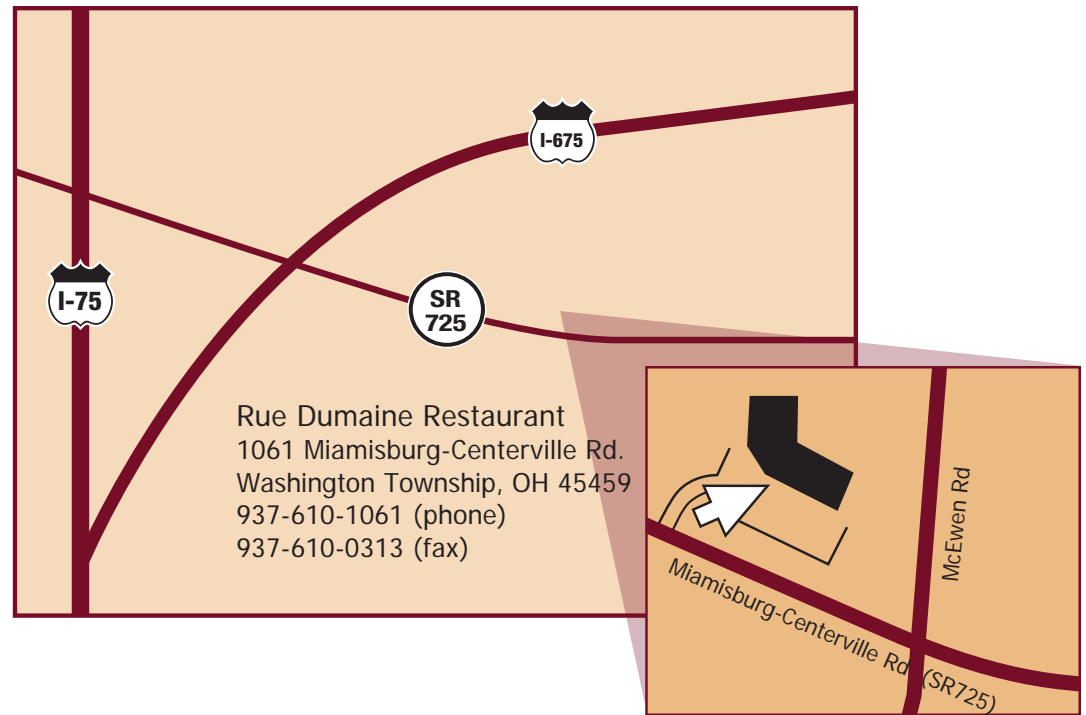 I-675
I-75
SR
725
Rue Dumaine Restaurant
1061 Miamisburg-Centerville Rd.
Washington Township, OH 45459
937-610-1061 (phone)
937-610-0313 (fax)
McEwen Rd
Miamisburg-Centerville Rd. (SR725)